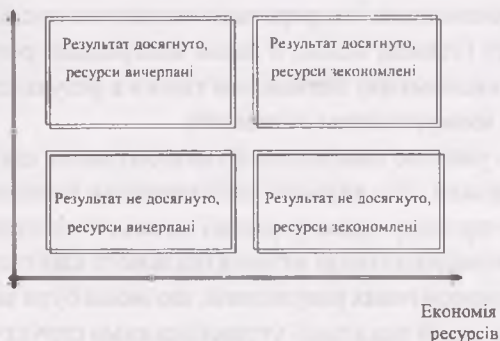 Результат досягнуто,
ресурси вичерпані
Результат досягнуто,
ресурси зекономлені
Результат не досягнуто,
ресурси вичерпані
Результат не досягнуто,
ресурси зекономлені
Економія
ресурсів